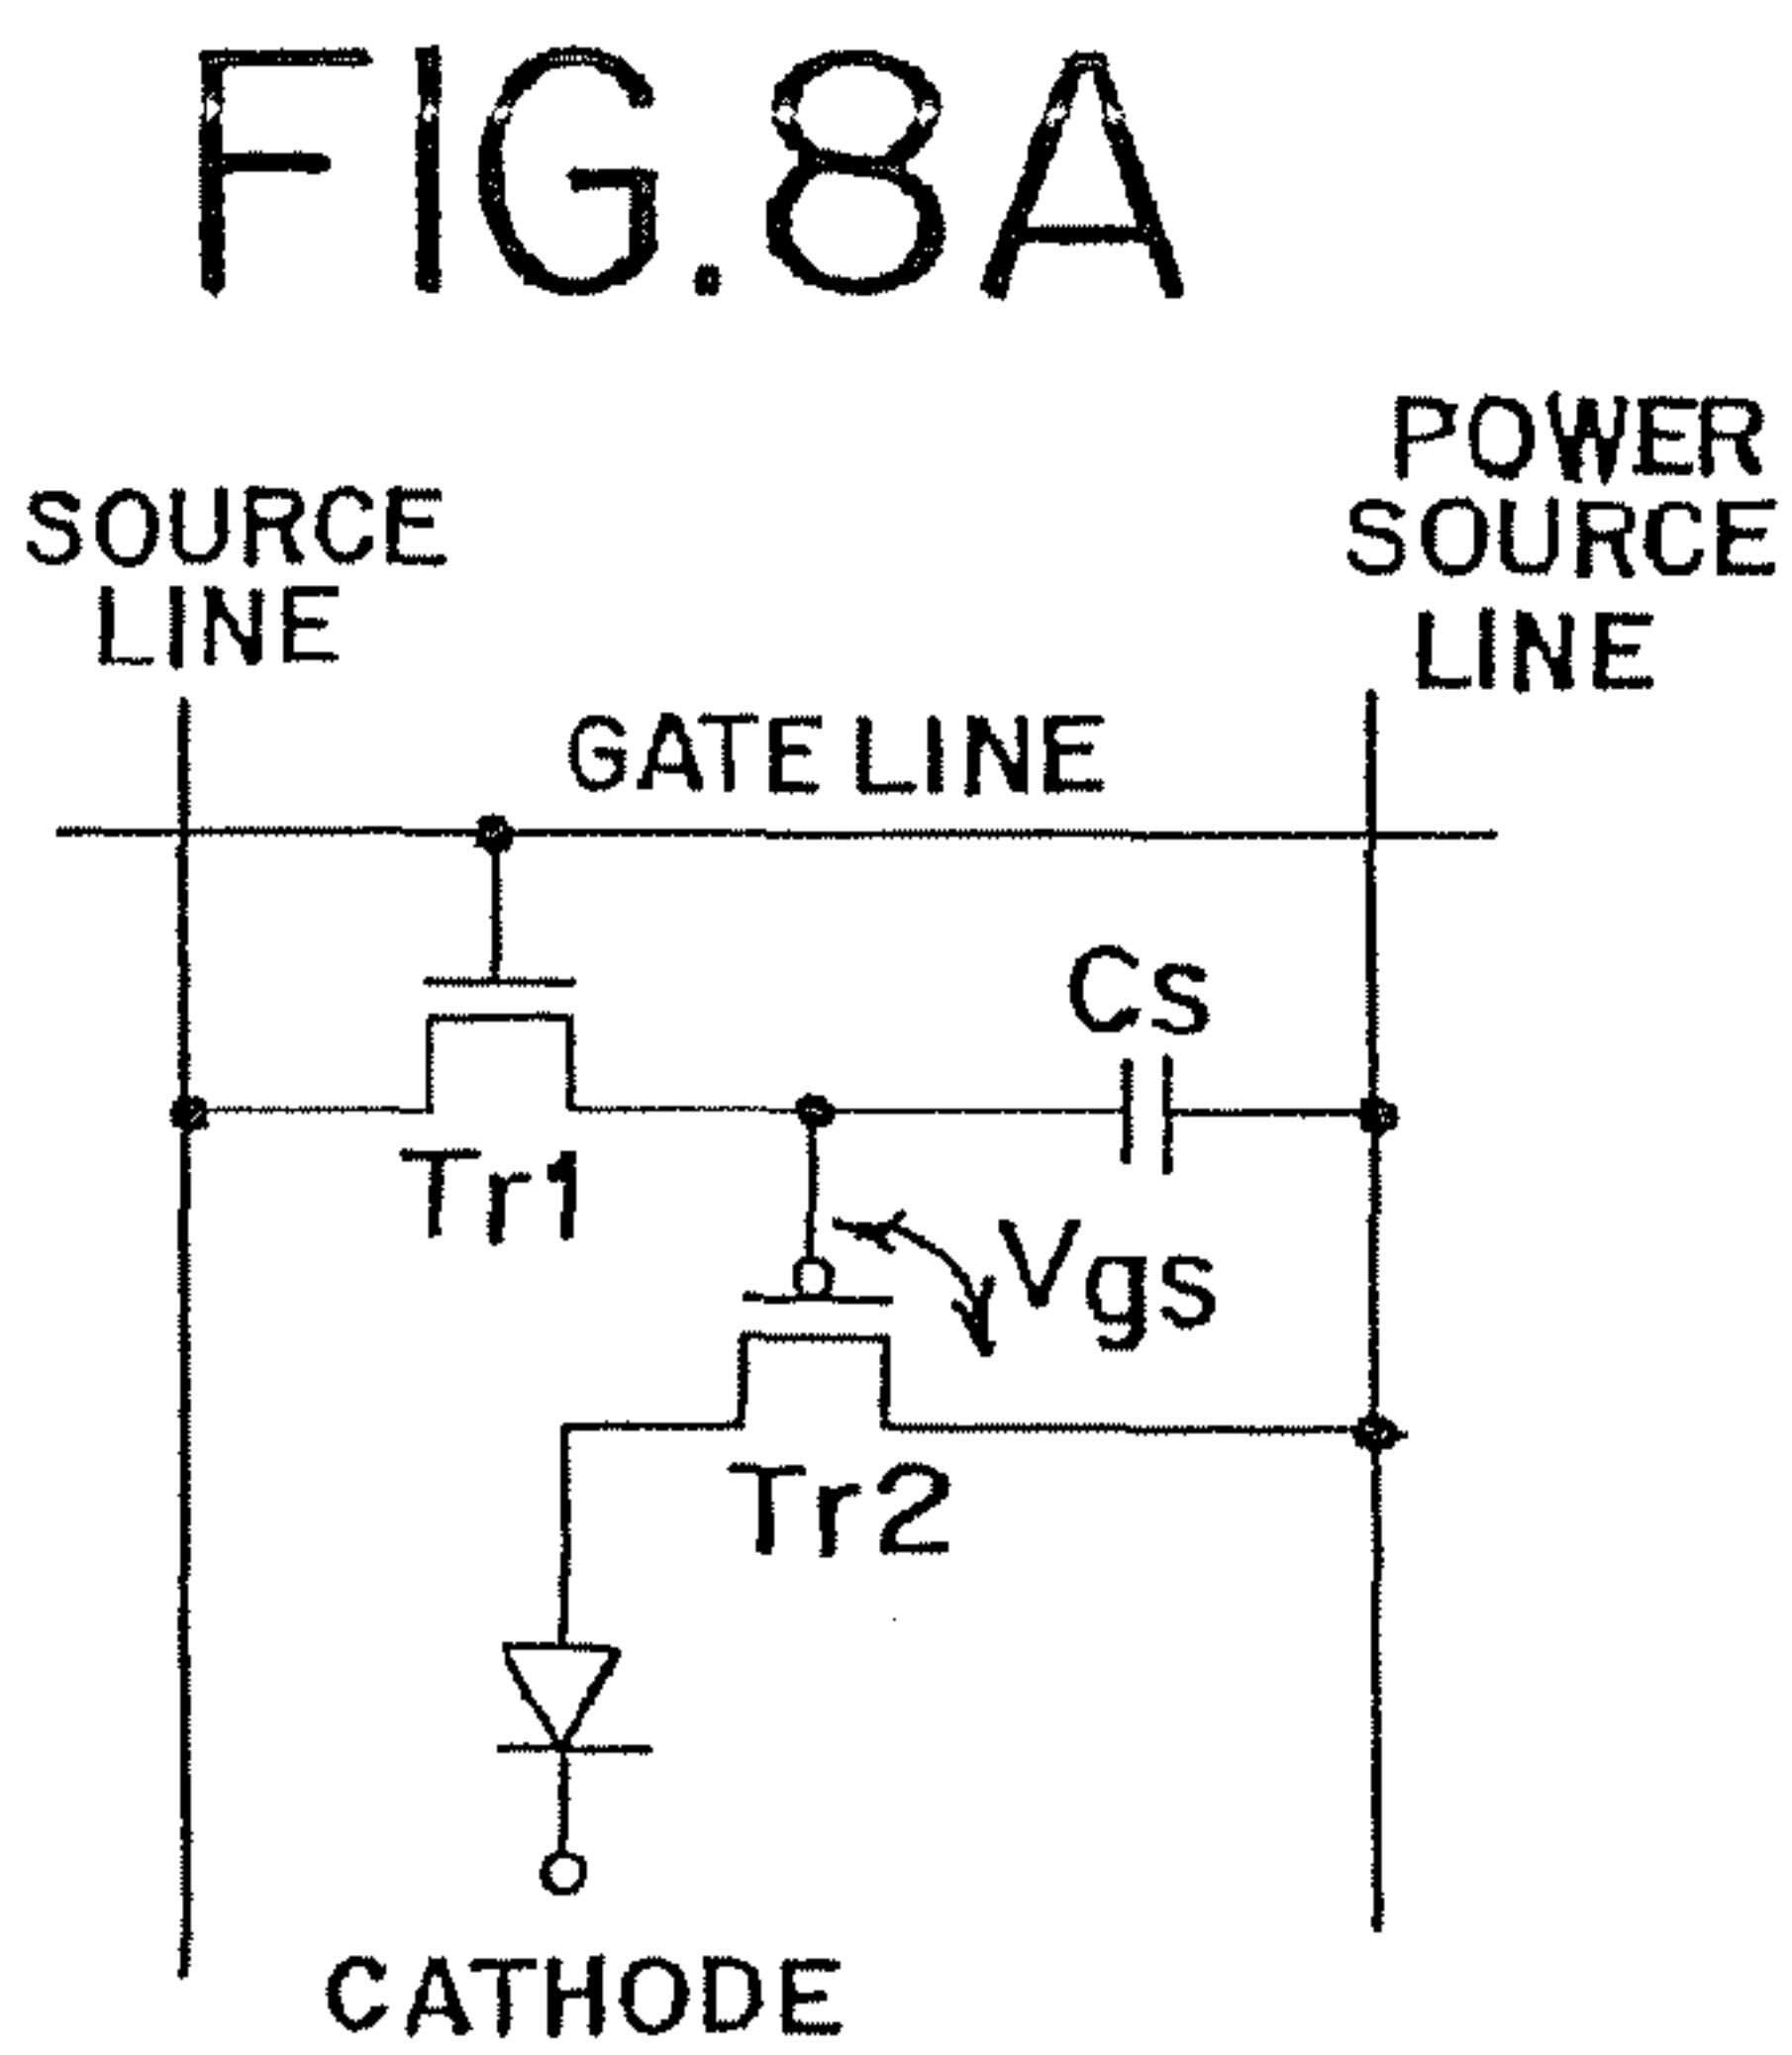 FIG.8A
SOURCE
LINE
POWER
SOURCE
LINE
GATE LINE
Cs
Tr1
Vgs
Tr2
CATHODE